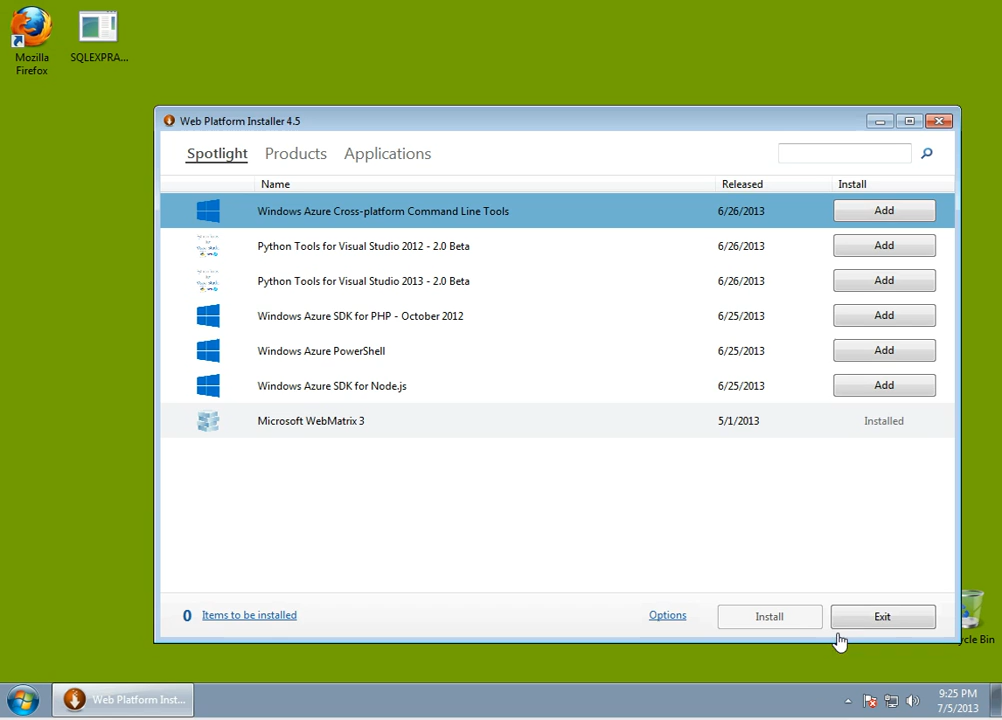 Mozilla
Firefox
SQLEXPRA...
Web Platform Installer 4.5
Spotlight Products Applications
Name Released Install
Windows Azure Cross-platform Command Line Tools 6/26/2013 Add
Python Tools for Visual Studio 2012 - 2.0 Beta 6/26/2013 Add
Python Tools for Visual Studio 2013 - 2.0 Beta 6/26/2013 Add
Windows Azure SDK for PHP - October 2012 6/25/2013 Add
Windows Azure PowerShell 6/25/2013 Add
Windows Azure SDK for Node.js 6/25/2013 Add
Microsoft WebMatrix 3 5/1/2013 Installed
0 Items to be installed Options Install Exit
ycle Bin
Web Platform Inst...
9:25 PM
7/5/2013